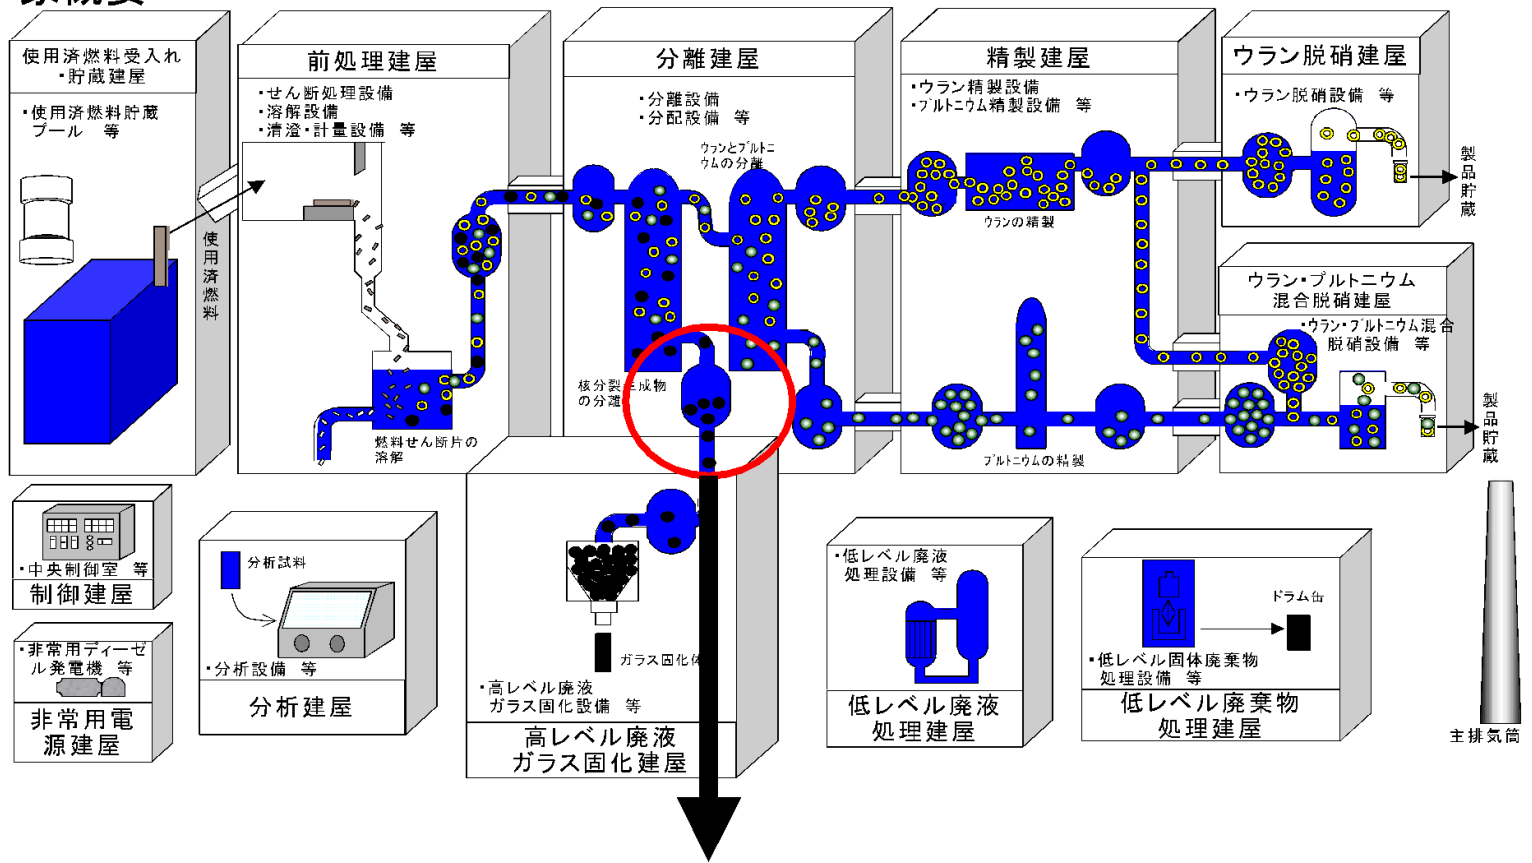 使用済燃料受入れ
・貯蔵建屋
・使用済燃料貯蔵
プール 等
使用済燃料
前処理建屋
・せん断処理設備
・溶解設備
・清澄・計量設備 等
燃料せん断片の
溶解
分離建屋
・分離設備
・分配設備 等
ウランとプルトニ
ウムの分離
核分裂生成物
の分離
精製建屋
・ウラン精製設備
・プルトニウム精製設備 等
ウランの精製
プルトニウムの精製
ウラン脱硝建屋
・ウラン脱硝設備 等
製品貯蔵
ウラン・プルトニウム
混合脱硝建屋
・ウラン・プルトニウム混合
脱硝設備 等
製品貯蔵
・中央制御室 等
制御建屋
・非常用ディーゼ
ル発電機 等
非常用電
源建屋
分析試料
・分析設備 等
分析建屋
ガラス固化体
・高レベル廃液
ガラス固化設備 等
高レベル廃液
ガラス固化建屋
・低レベル廃液
処理設備 等
低レベル廃液
処理建屋
ドラム缶
・低レベル固体廃棄物
処理設備 等
低レベル廃棄物
処理建屋
主排気筒